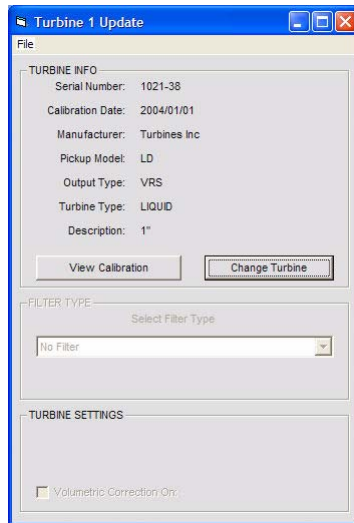 Turbine 1 Update
File
TURBINE INFO
Serial Number: 1021-38
Calibration Date: 2004/01/01
Manufacturer: Turbines Inc
Pickup Model: LD
Output Type: VRS
Turbine Type: LIQUID
Description: 1"
View Calibration Change Turbine
FILTER TYPE
Select Filter Type
No Filter
TURBINE SETTINGS
Volumetric Correction On: